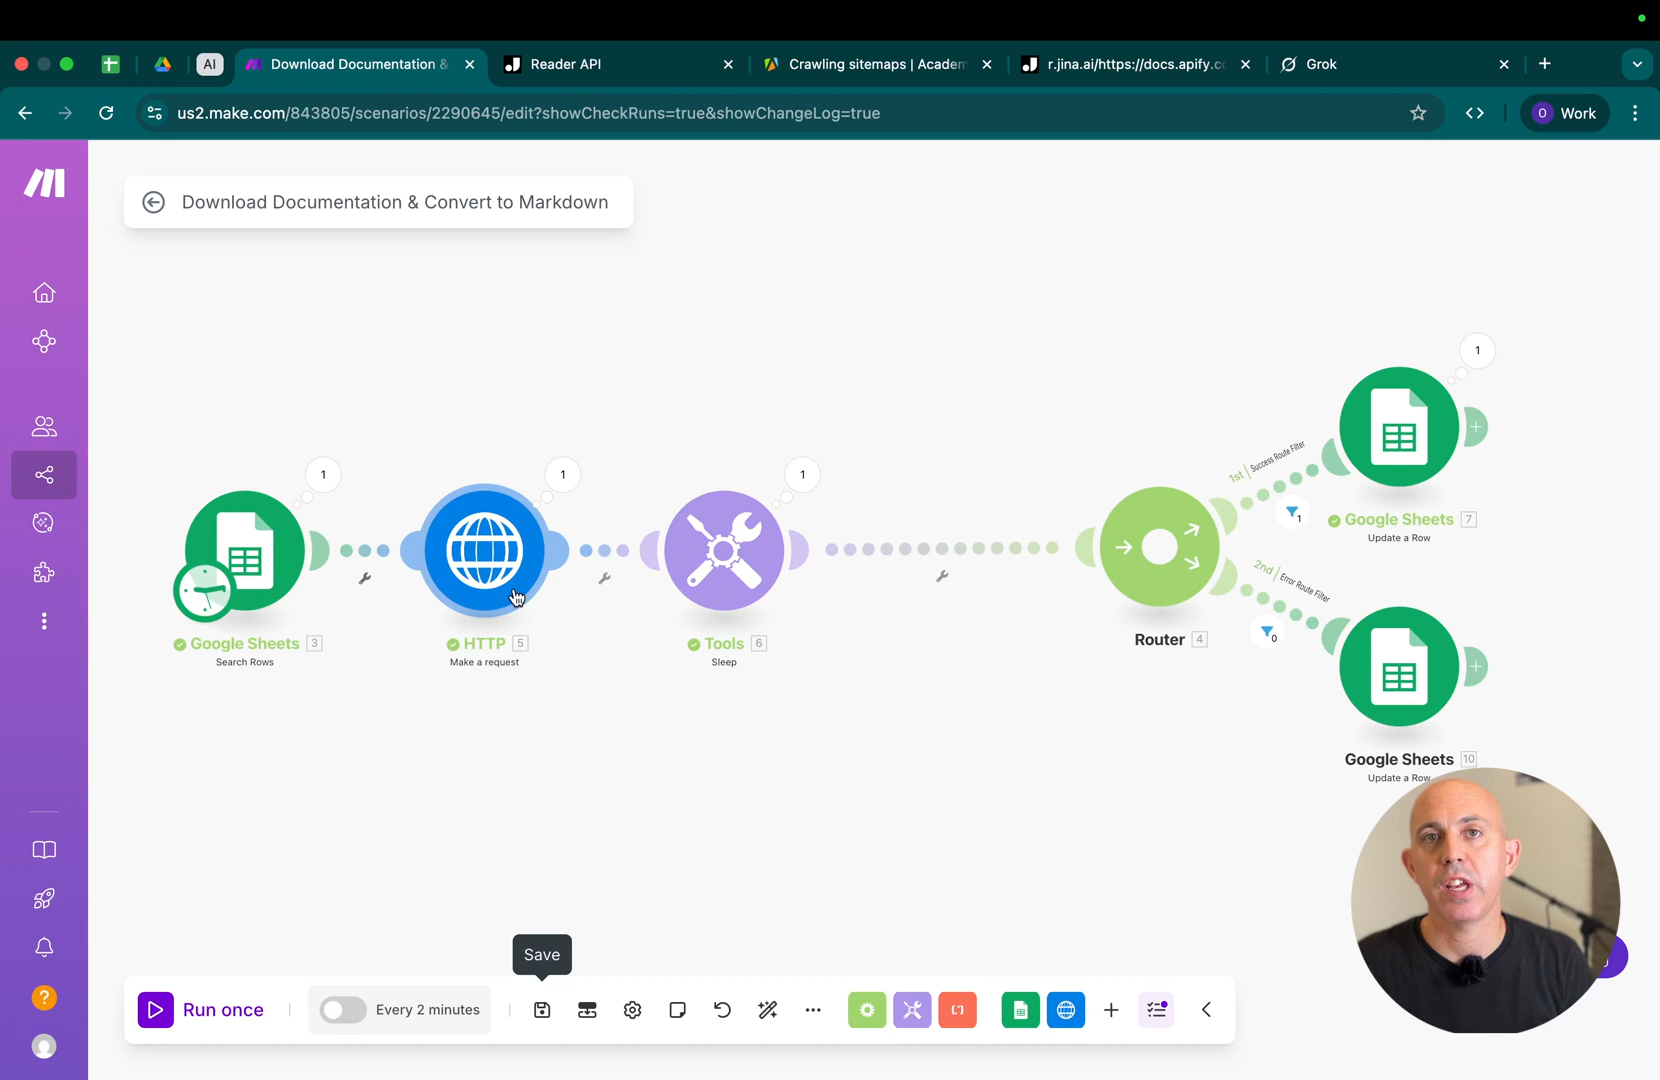 AI
Download Documentation &
Reader API
Crawling sitemaps | Academ
r.jina.ai/https://docs.apify.co
Grok
us2.make.com/843805/scenarios/2290645/edit?showCheckRuns=true&showChangeLog=true
O
Work
Download Documentation & Convert to Markdown
1
1
1
1
1st | Success Route Filter
1
Google Sheets 7
Update a Row
2nd | Error Route Filter
0
Google Sheets 3
Search Rows
HTTP 5
Make a request
Tools 6
Sleep
Router 4
Google Sheets 10
Update a Row
Save
Run once
Every 2 minutes
?